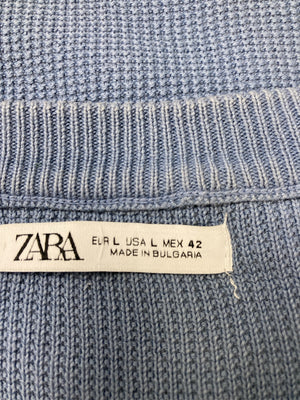 ZARA
EUR L USA L MEX 42
MADE IN BULGARIA